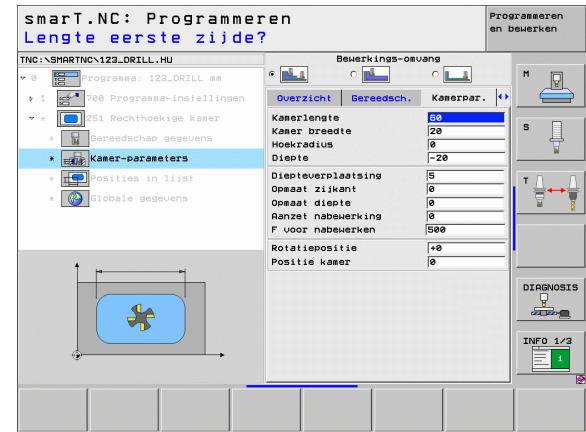 smarT.NC: Programmeren
Lengte eerste zijde?
Programmeren
en bewerken
TNC:\SMARTNC\123_DRILL.HU
0 Programma: 123_DRILL mm
1 700 Programma-instellingen
* 251 Rechthoekige kamer
* Gereedschap gegevens
* Kamer-parameters
* Posities in lijst
* Globale gegevens
Bewerkings-omvang
Overzicht Gereedsch. Kamerpar.
Kamerlengte 60
Kamer breedte 20
Hoekradius 0
Diepte -20
Diepteverplaatsing 5
Opmaat zijkant 0
Opmaat diepte 0
Aanzet nabewerking 0
F voor nabewerken 500
Rotatiepositie +0
Positie kamer 0
M
S
T
DIAGNOSIS
INFO 1/3